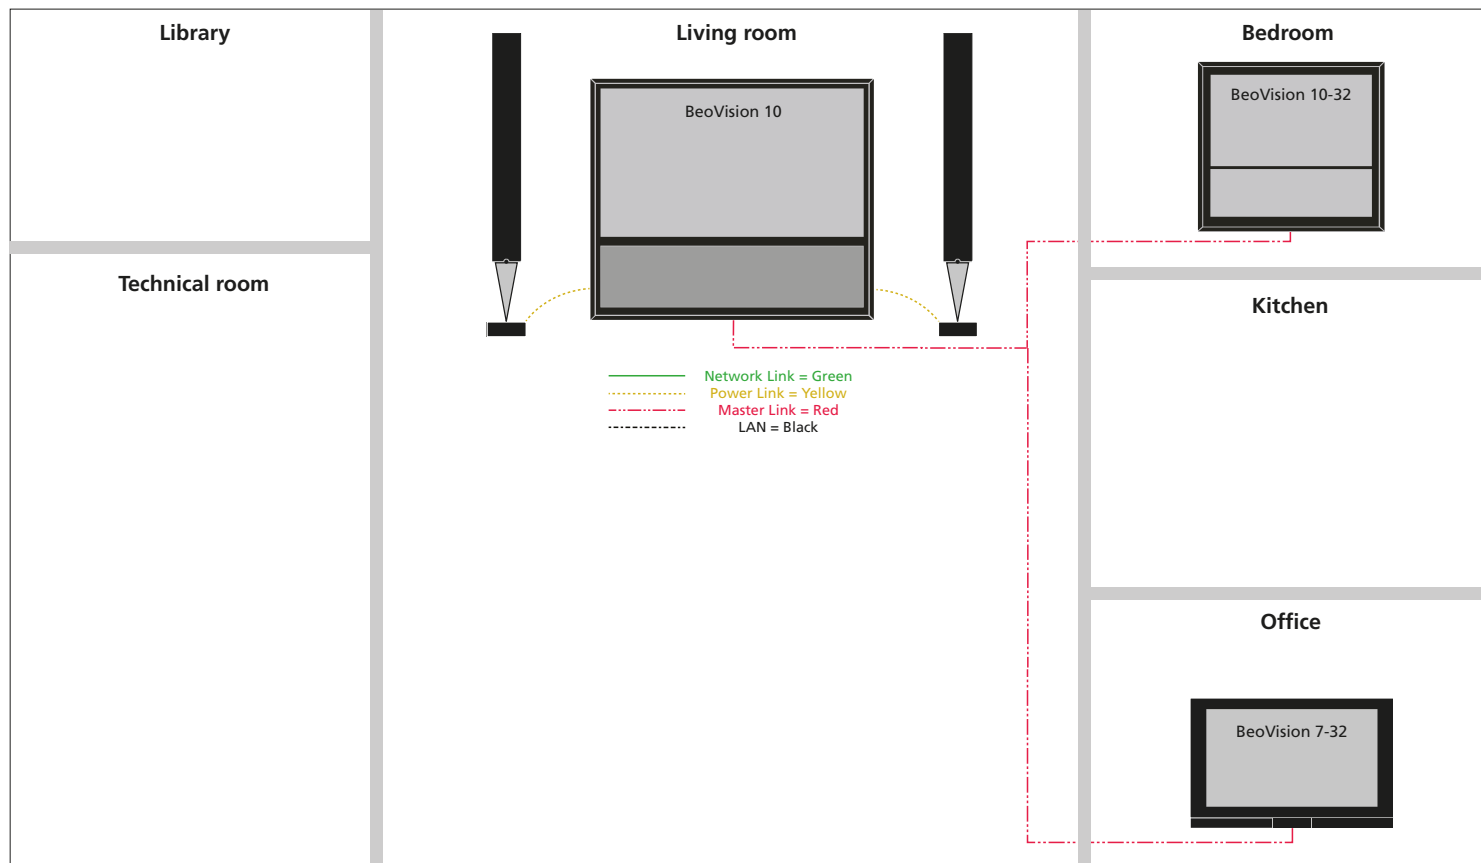 Library
Living room
Bedroom
BeoVision 10
BeoVision 10-32
Technical room
Kitchen
Network Link = Green
Power Link = Yellow
Master Link = Red
LAN = Black
Office
BeoVision 7-32